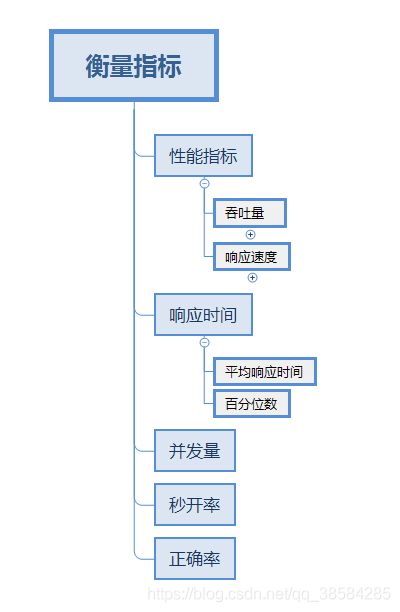 衡量指标
性能指标
吞吐量
响应速度
响应时间
平均响应时间
百分位数
并发量
秒开率
正确率
https://blog.csdn.net/qq_38584285